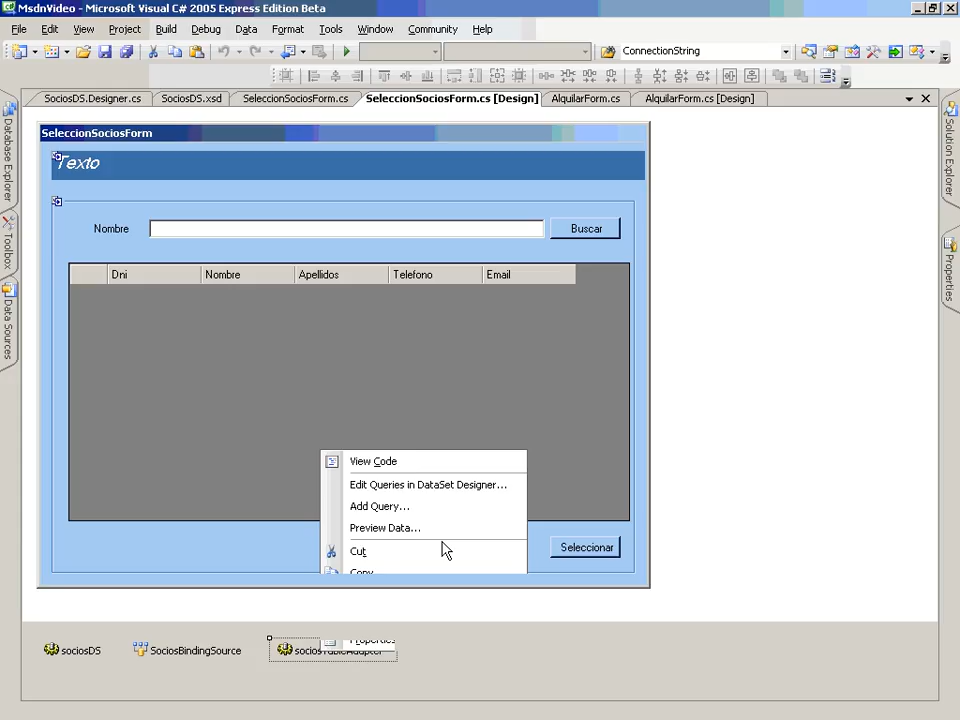 MsdnVideo - Microsoft Visual C# 2005 Express Edition Beta
File Edit View Project Build Debug Data Format Tools Window Community Help
ConnectionString
SociosDS.Designer.cs SociosDS.xsd SeleccionSociosForm.cs SeleccionSociosForm.cs [Design] AlquilarForm.cs AlquilarForm.cs [Design]
Database Explorer
Toolbox
Data Sources
Solution Explorer
Properties
SeleccionSociosForm
Texto
Nombre Buscar
Dni Nombre Apellidos Telefono Email
View Code
Edit Queries in DataSet Designer...
Add Query...
Preview Data...
Cut
Copy
Seleccionar
Properties
sociosDS SociosBindingSource sociosTableAdapter